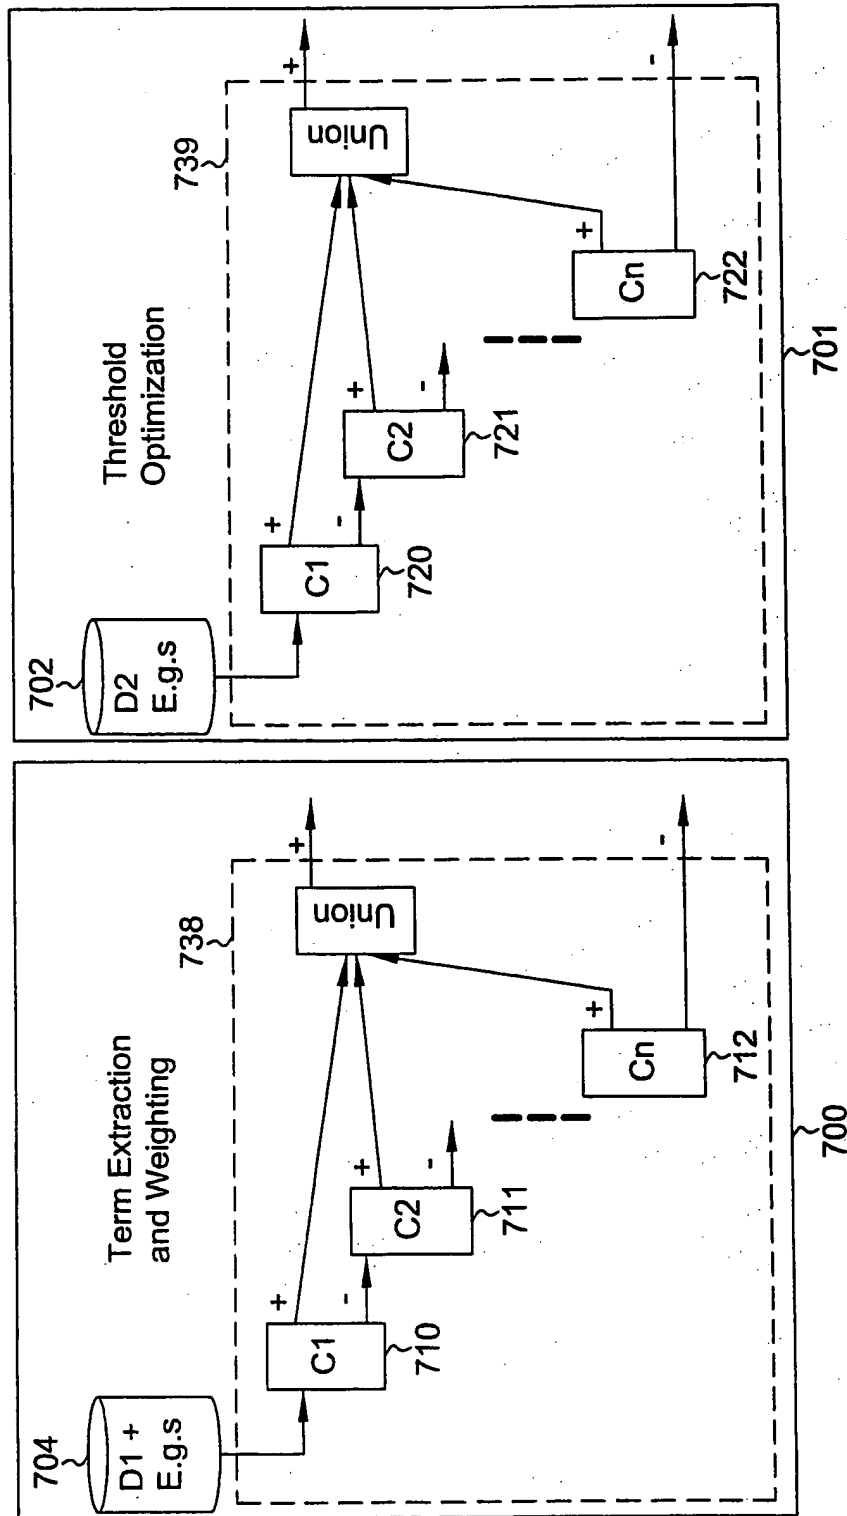 704
D1 +
E.g.s
Term Extraction
and Weighting
738
C1
710
+
-
C2
711
+
-
Cn
712
+
-
Union
+
700
702
D2
E.g.s
Threshold
Optimization
739
C1
720
+
-
C2
721
+
-
Cn
722
+
-
Union
+
701